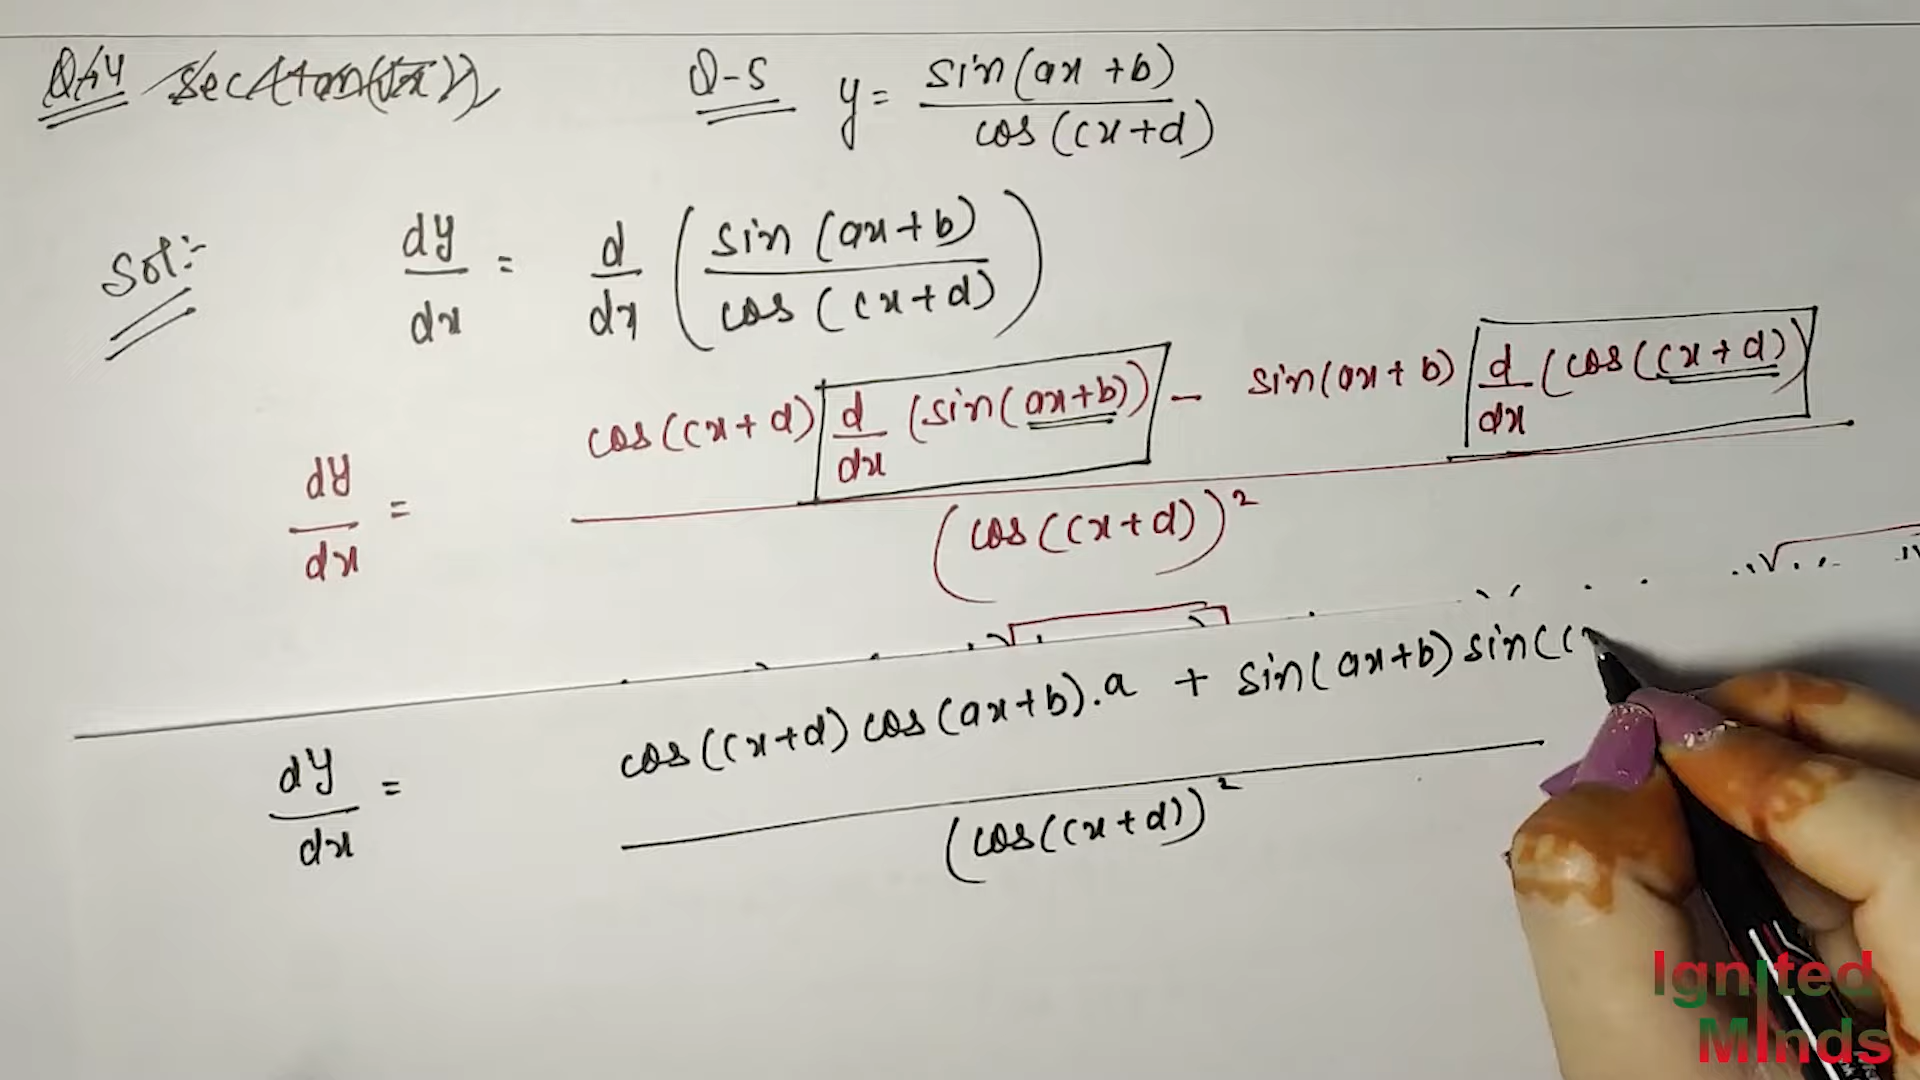 Q-4 sec(tan(√x)) Q-5 y = sin(ax+b) / cos(cx+d)
Sol:- dy/dx = d/dx (sin(ax+b) / cos(cx+d))
dy/dx = cos(cx+d) d/dx (sin(ax+b)) - sin(ax+b) d/dx (cos(cx+d)) / (cos(cx+d))²
dy/dx = cos(cx+d) cos(ax+b).a + sin(ax+b) sin(c / (cos(cx+d))²
Ignited
Minds